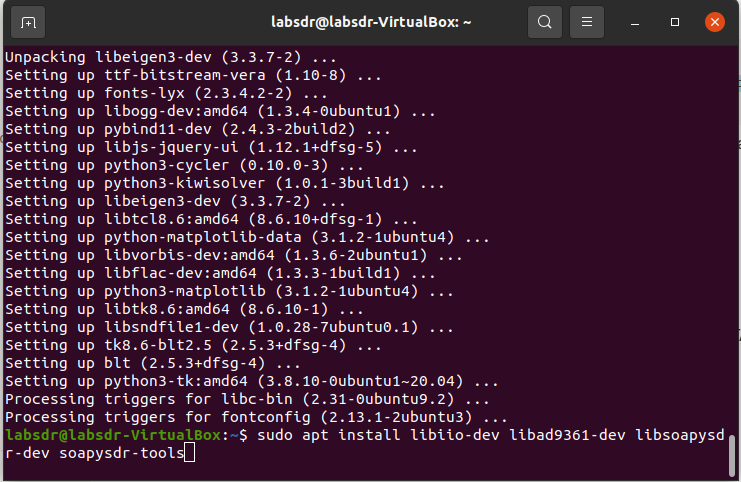 labsdr@labsdr-VirtualBox: ~
Unpacking libeigen3-dev (3.3.7-2) ...
Setting up ttf-bitstream-vera (1.10-8) ...
Setting up fonts-lyx (2.3.4.2-2) ...
Setting up libogg-dev:amd64 (1.3.4-0ubuntu1) ...
Setting up pybind11-dev (2.4.3-2build2) ...
Setting up libjs-jquery-ui (1.12.1+dfsg-5) ...
Setting up python3-cycler (0.10.0-3) ...
Setting up python3-kiwisolver (1.0.1-3build1) ...
Setting up libeigen3-dev (3.3.7-2) ...
Setting up libtcl8.6:amd64 (8.6.10+dfsg-1) ...
Setting up python-matplotlib-data (3.1.2-1ubuntu4) ...
Setting up libvorbis-dev:amd64 (1.3.6-2ubuntu1) ...
Setting up libflac-dev:amd64 (1.3.3-1build1) ...
Setting up python3-matplotlib (3.1.2-1ubuntu4) ...
Setting up libtk8.6:amd64 (8.6.10-1) ...
Setting up libsndfile1-dev (1.0.28-7ubuntu0.1) ...
Setting up tk8.6-blt2.5 (2.5.3+dfsg-4) ...
Setting up blt (2.5.3+dfsg-4) ...
Setting up python3-tk:amd64 (3.8.10-0ubuntu1~20.04) ...
Processing triggers for libc-bin (2.31-0ubuntu9.2) ...
Processing triggers for fontconfig (2.13.1-2ubuntu3) ...
labsdr@labsdr-VirtualBox:~$ sudo apt install libiio-dev libad9361-dev libsoapysd
r-dev soapysdr-tools